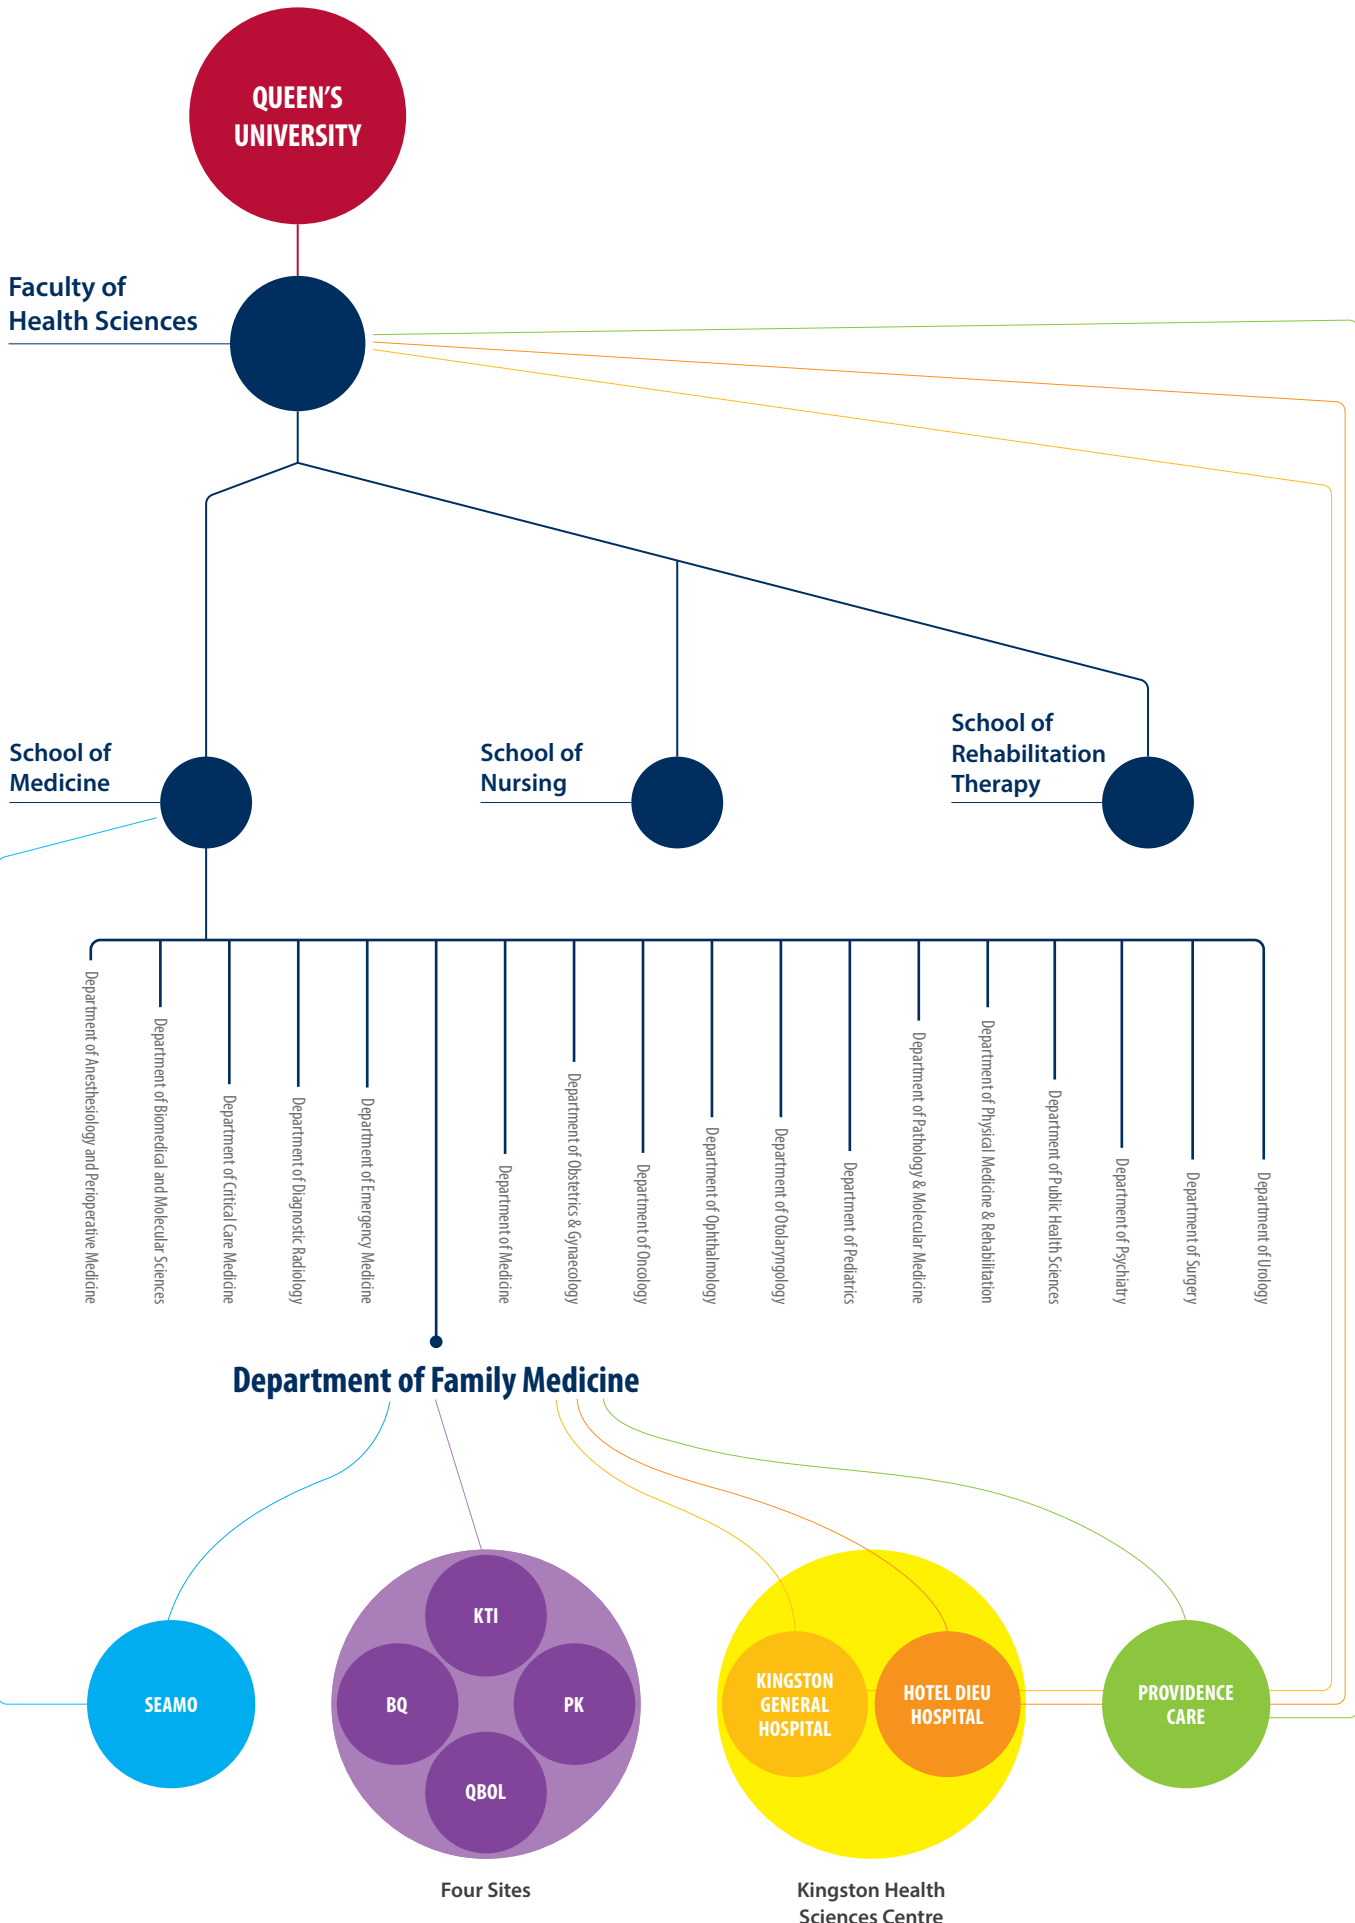 QUEEN'S
UNIVERSITY
Faculty of
Health Sciences
School of
Medicine
School of
Nursing
School of
Rehabilitation
Therapy
Department of Anesthesiology and Perioperative Medicine
Department of Biomedical and Molecular Sciences
Department of Critical Care Medicine
Department of Diagnostic Radiology
Department of Emergency Medicine
Department of Medicine
Department of Obstetrics & Gynaecology
Department of Oncology
Department of Ophthalmology
Department of Otolaryngology
Department of Pediatrics
Department of Pathology & Molecular Medicine
Department of Physical Medicine & Rehabilitation
Department of Public Health Sciences
Department of Psychiatry
Department of Surgery
Department of Urology
Department of Family Medicine
SEAMO
KTI
BQ
PK
QBOL
KINGSTON
GENERAL
HOSPITAL
HOTEL DIEU
HOSPITAL
PROVIDENCE
CARE
Four Sites
Kingston Health
Sciences Centre